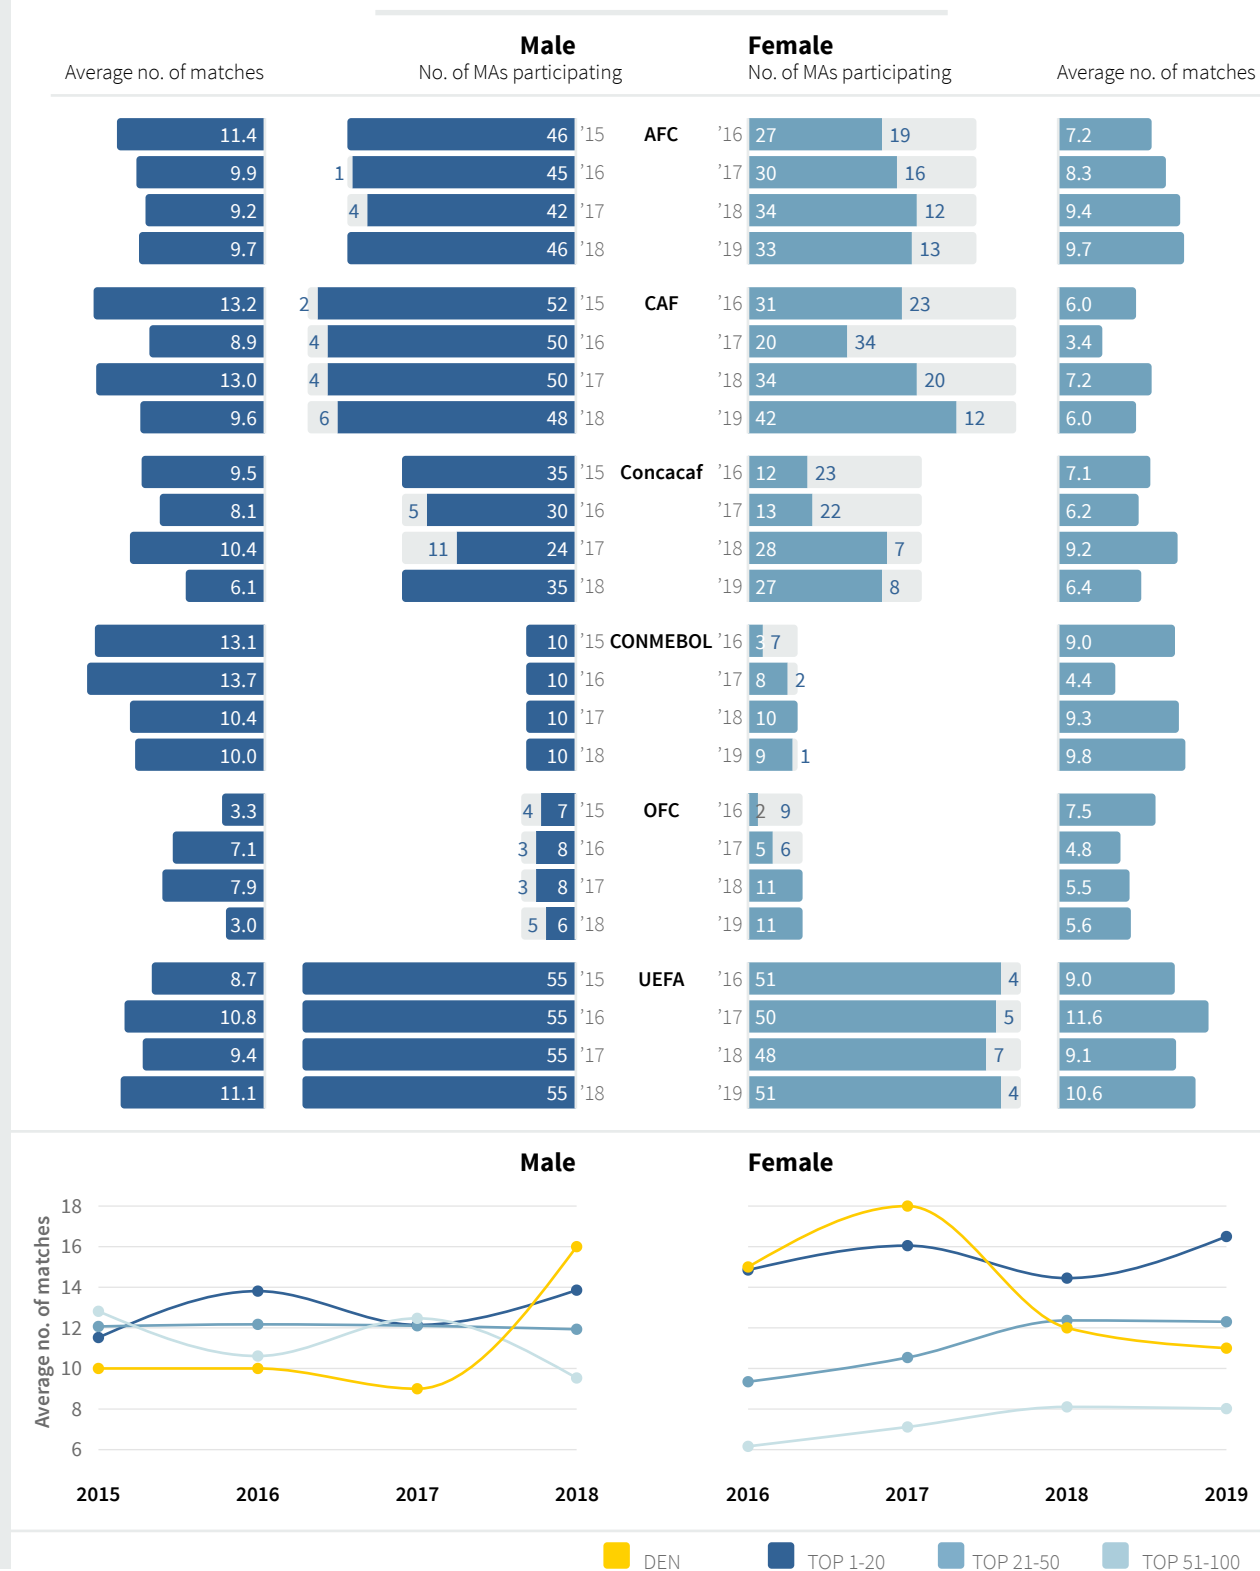 Male Female
Average no. of matches No. of MAs participating No. of MAs participating Average no. of matches
11.4 46 ’15 AFC ’16 27 19 7.2
9.9 1 45 ’16 ’17 30 16 8.3
9.2 4 42 ’17 ’18 34 12 9.4
9.7 46 ’18 ’19 33 13 9.7
13.2 2 52 ’15 CAF ’16 31 23 6.0
8.9 4 50 ’16 ’17 20 34 3.4
13.0 4 50 ’17 ’18 34 20 7.2
9.6 6 48 ’18 ’19 42 12 6.0
9.5 35 ’15 Concacaf ’16 12 23 7.1
8.1 5 30 ’16 ’17 13 22 6.2
10.4 11 24 ’17 ’18 28 7 9.2
6.1 35 ’18 ’19 27 8 6.4
13.1 10 ’15 CONMEBOL ’16 3 7 9.0
13.7 10 ’16 ’17 8 2 4.4
10.4 10 ’17 ’18 10 9.3
10.0 10 ’18 ’19 9 1 9.8
3.3 4 7 ’15 OFC ’16 2 9 7.5
7.1 3 8 ’16 ’17 5 6 4.8
7.9 3 8 ’17 ’18 11 5.5
3.0 5 6 ’18 ’19 11 5.6
8.7 55 ’15 UEFA ’16 51 4 9.0
10.8 55 ’16 ’17 50 5 11.6
9.4 55 ’17 ’18 48 7 9.1
11.1 55 ’18 ’19 51 4 10.6
Male Female
Average no. of matches
18
16
14
12
10
8
6
2015 2016 2017 2018 2016 2017 2018 2019
DEN TOP 1-20 TOP 21-50 TOP 51-100